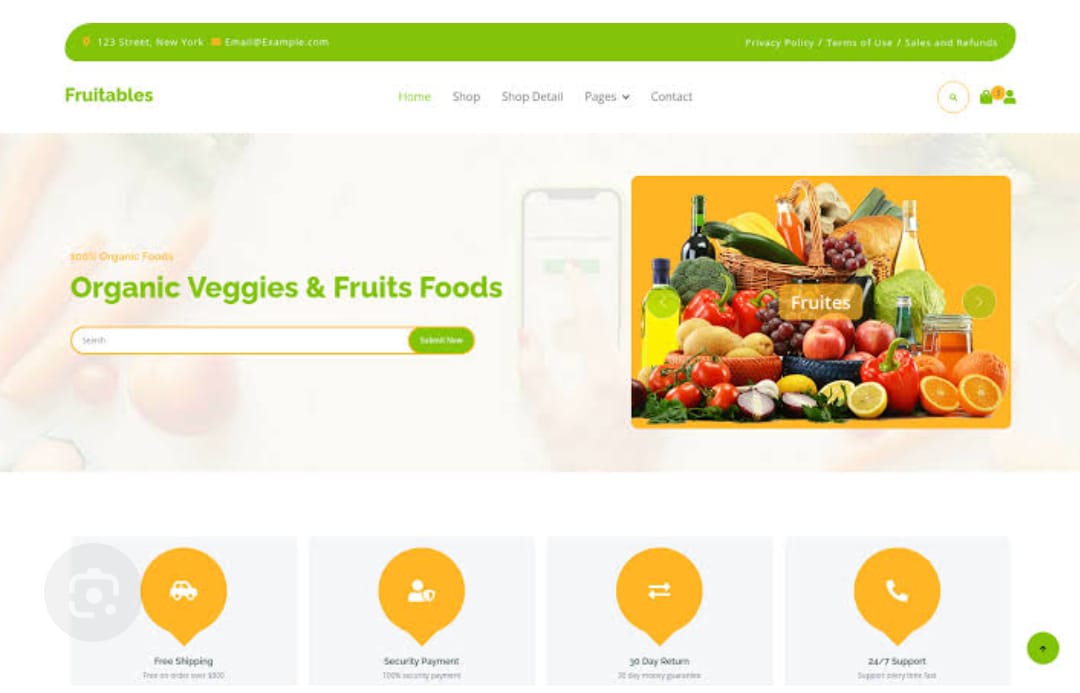 123 Street, New York Email@Example.com Privacy Policy / Terms of Use / Sales and Refunds
Fruitables Home Shop Shop Detail Pages Contact 3
100% Organic Foods
Organic Veggies & Fruits Foods
Fruites
Search Submit Now
Free Shipping Security Payment 30 Day Return 24/7 Support
Free on order over $300 100% security payment 30 day money guarantee Support every time fast